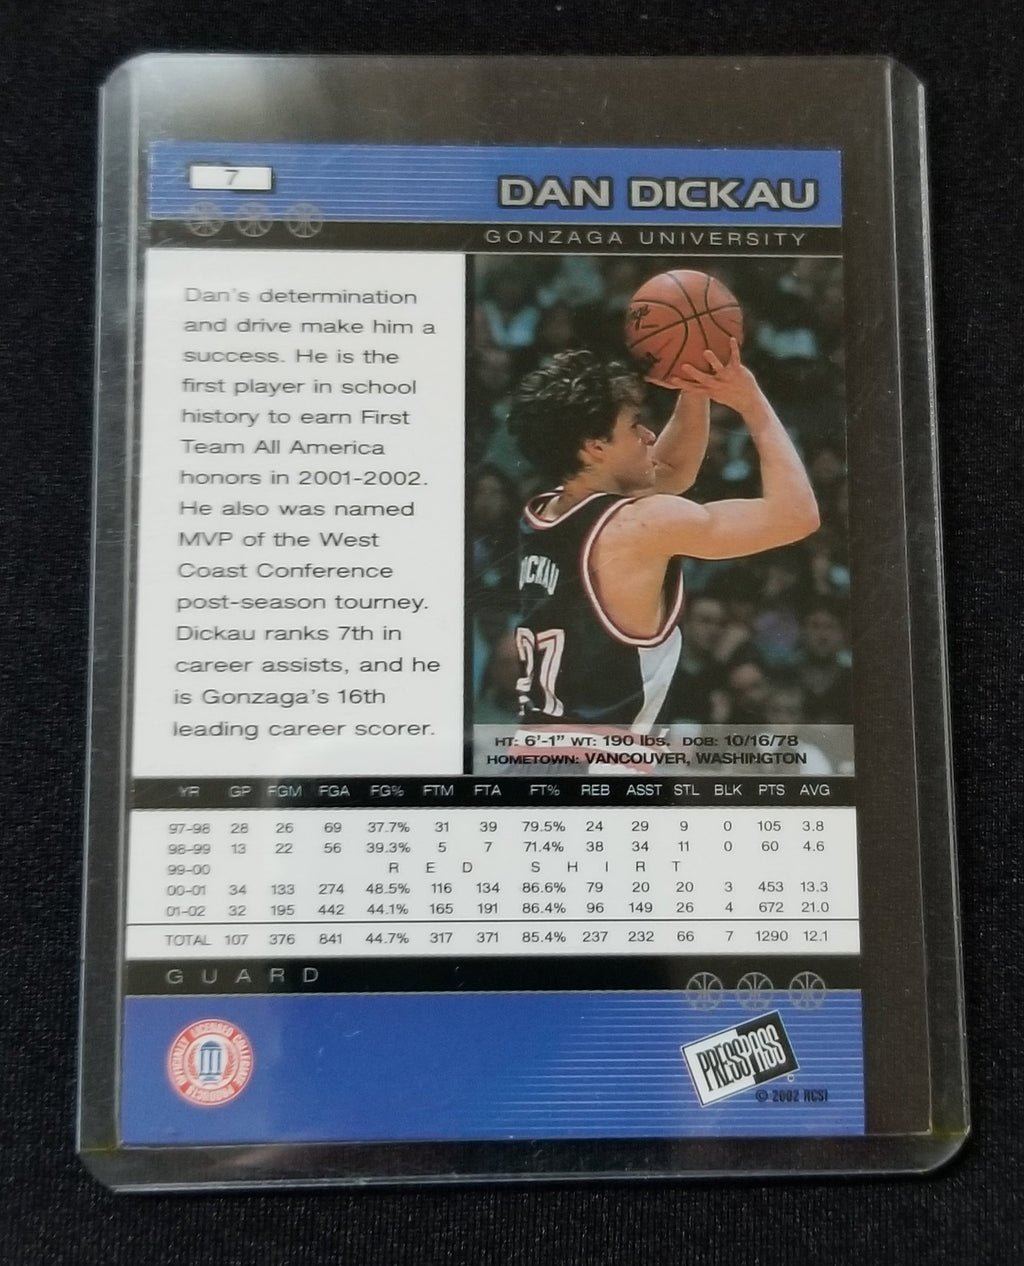 7
DAN DICKAU
GONZAGA UNIVERSITY
Dan's determination
and drive make him a
success. He is the
first player in school
history to earn First
Team All America
honors in 2001-2002.
He also was named
MVP of the West
Coast Conference
post-season tourney.
Dickau ranks 7th in
career assists, and he
is Gonzaga's 16th
leading career scorer.
DICKAU
21
HT: 6'-1" WT: 190 lbs. DOB: 10/16/78
HOMETOWN: VANCOUVER, WASHINGTON
YR GP FGM FGA FG% FTM FTA FT% REB ASST STL BLK PTS AVG
97-98 28 26 69 37.7% 31 39 79.5% 24 29 9 0 105 3.8
98-99 13 22 56 39.3% 5 7 71.4% 38 34 11 0 60 4.6
99-00 RED SHIRT
00-01 34 133 274 48.5% 116 134 86.6% 79 20 20 3 453 13.3
01-02 32 195 442 44.1% 165 191 86.4% 96 149 26 4 672 21.0
TOTAL 107 376 841 44.7% 317 371 85.4% 237 232 66 7 1290 12.1
GUARD
OFFICIALLY LICENSED COLLEGIATE PRODUCTS
PRESS PASS
© 2002 RCSI